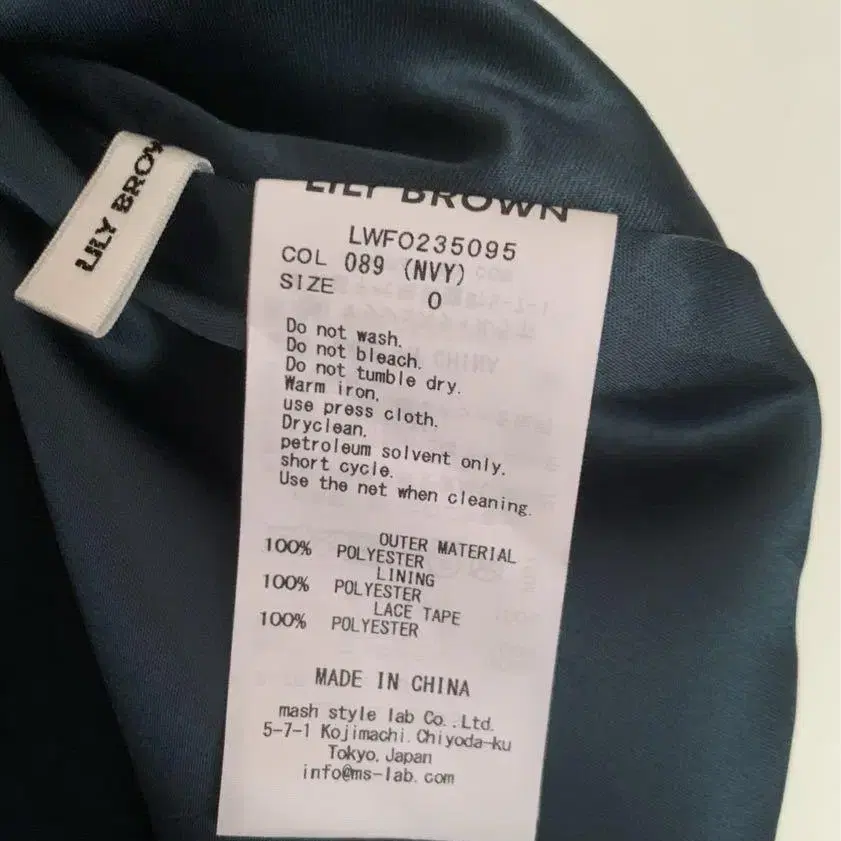 LILY BROWN
LILY BROWN
LWFO235095
COL 089 (NVY)
SIZE 0
Do not wash.
Do not bleach.
Do not tumble dry.
Warm iron,
use press cloth.
Dryclean,
petroleum solvent only.
short cycle.
Use the net when cleaning.
OUTER MATERIAL
100% POLYESTER
LINING
100% POLYESTER
LACE TAPE
100% POLYESTER
MADE IN CHINA
mash style lab Co.,Ltd.
5-7-1 Kojimachi.Chiyoda-ku
Tokyo,Japan
info@ms-lab.com